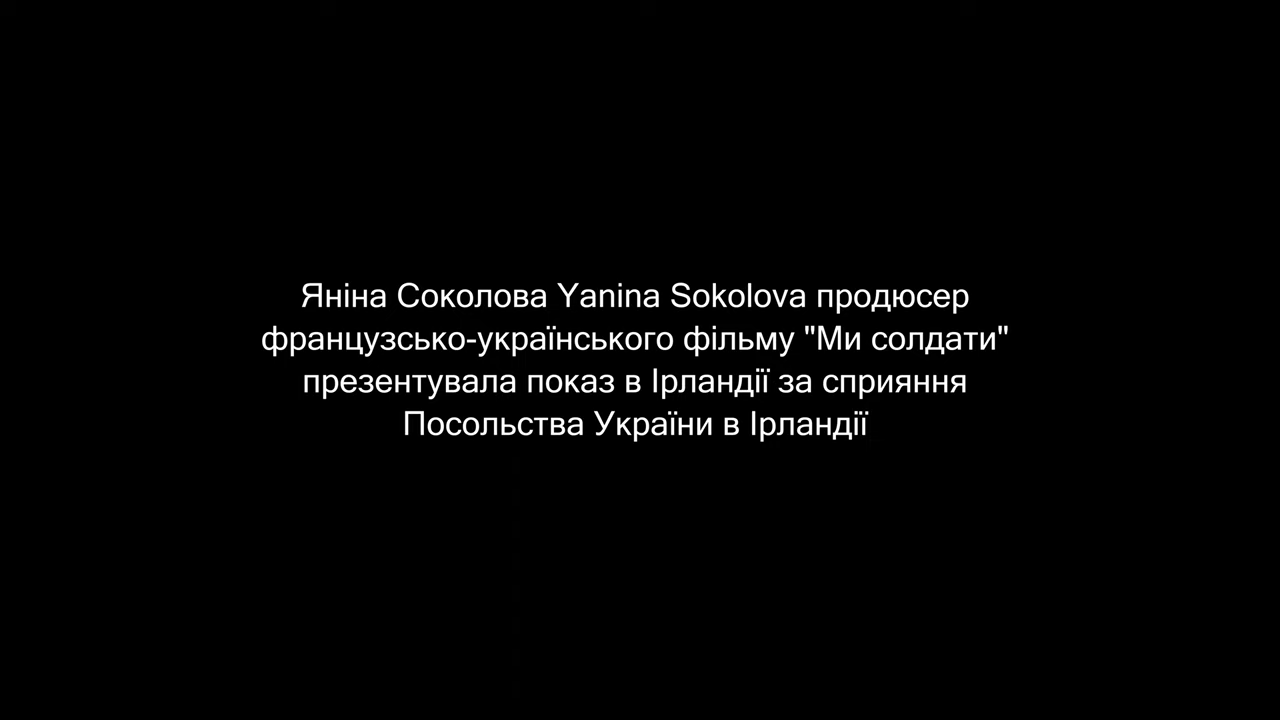 Яніна Соколова Yanina Sokolova продюсер
французсько-українського фільму "Ми солдати"
презентувала показ в Ірландії за сприяння
Посольства України в Ірландії